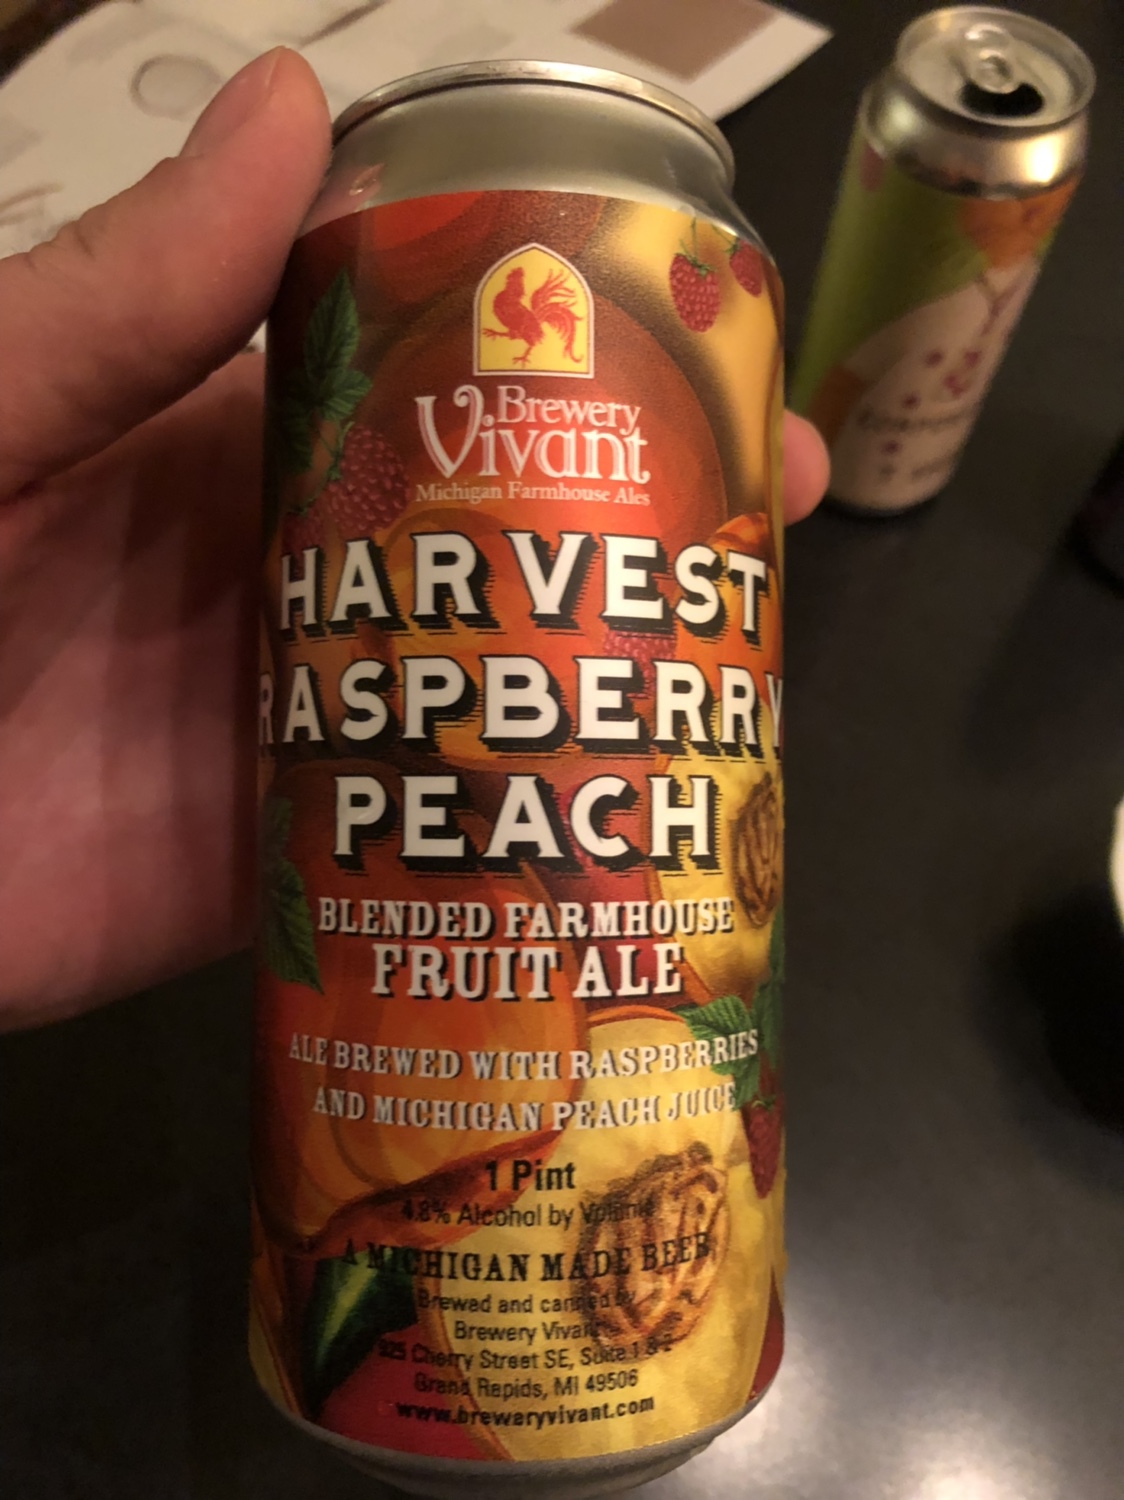 Brewery
Vivant
Michigan Farmhouse Ales
HARVEST
RASPBERRY
PEACH
BLENDED FARMHOUSE
FRUIT ALE
ALE BREWED WITH RASPBERRIES
AND MICHIGAN PEACH JUICE
1 Pint
4.8% Alcohol by Volume
A MICHIGAN MADE BEER
Brewed and canned by
Brewery Vivant
925 Cherry Street SE, Suite 1 & 2
Grand Rapids, MI 49506
www.breweryvivant.com